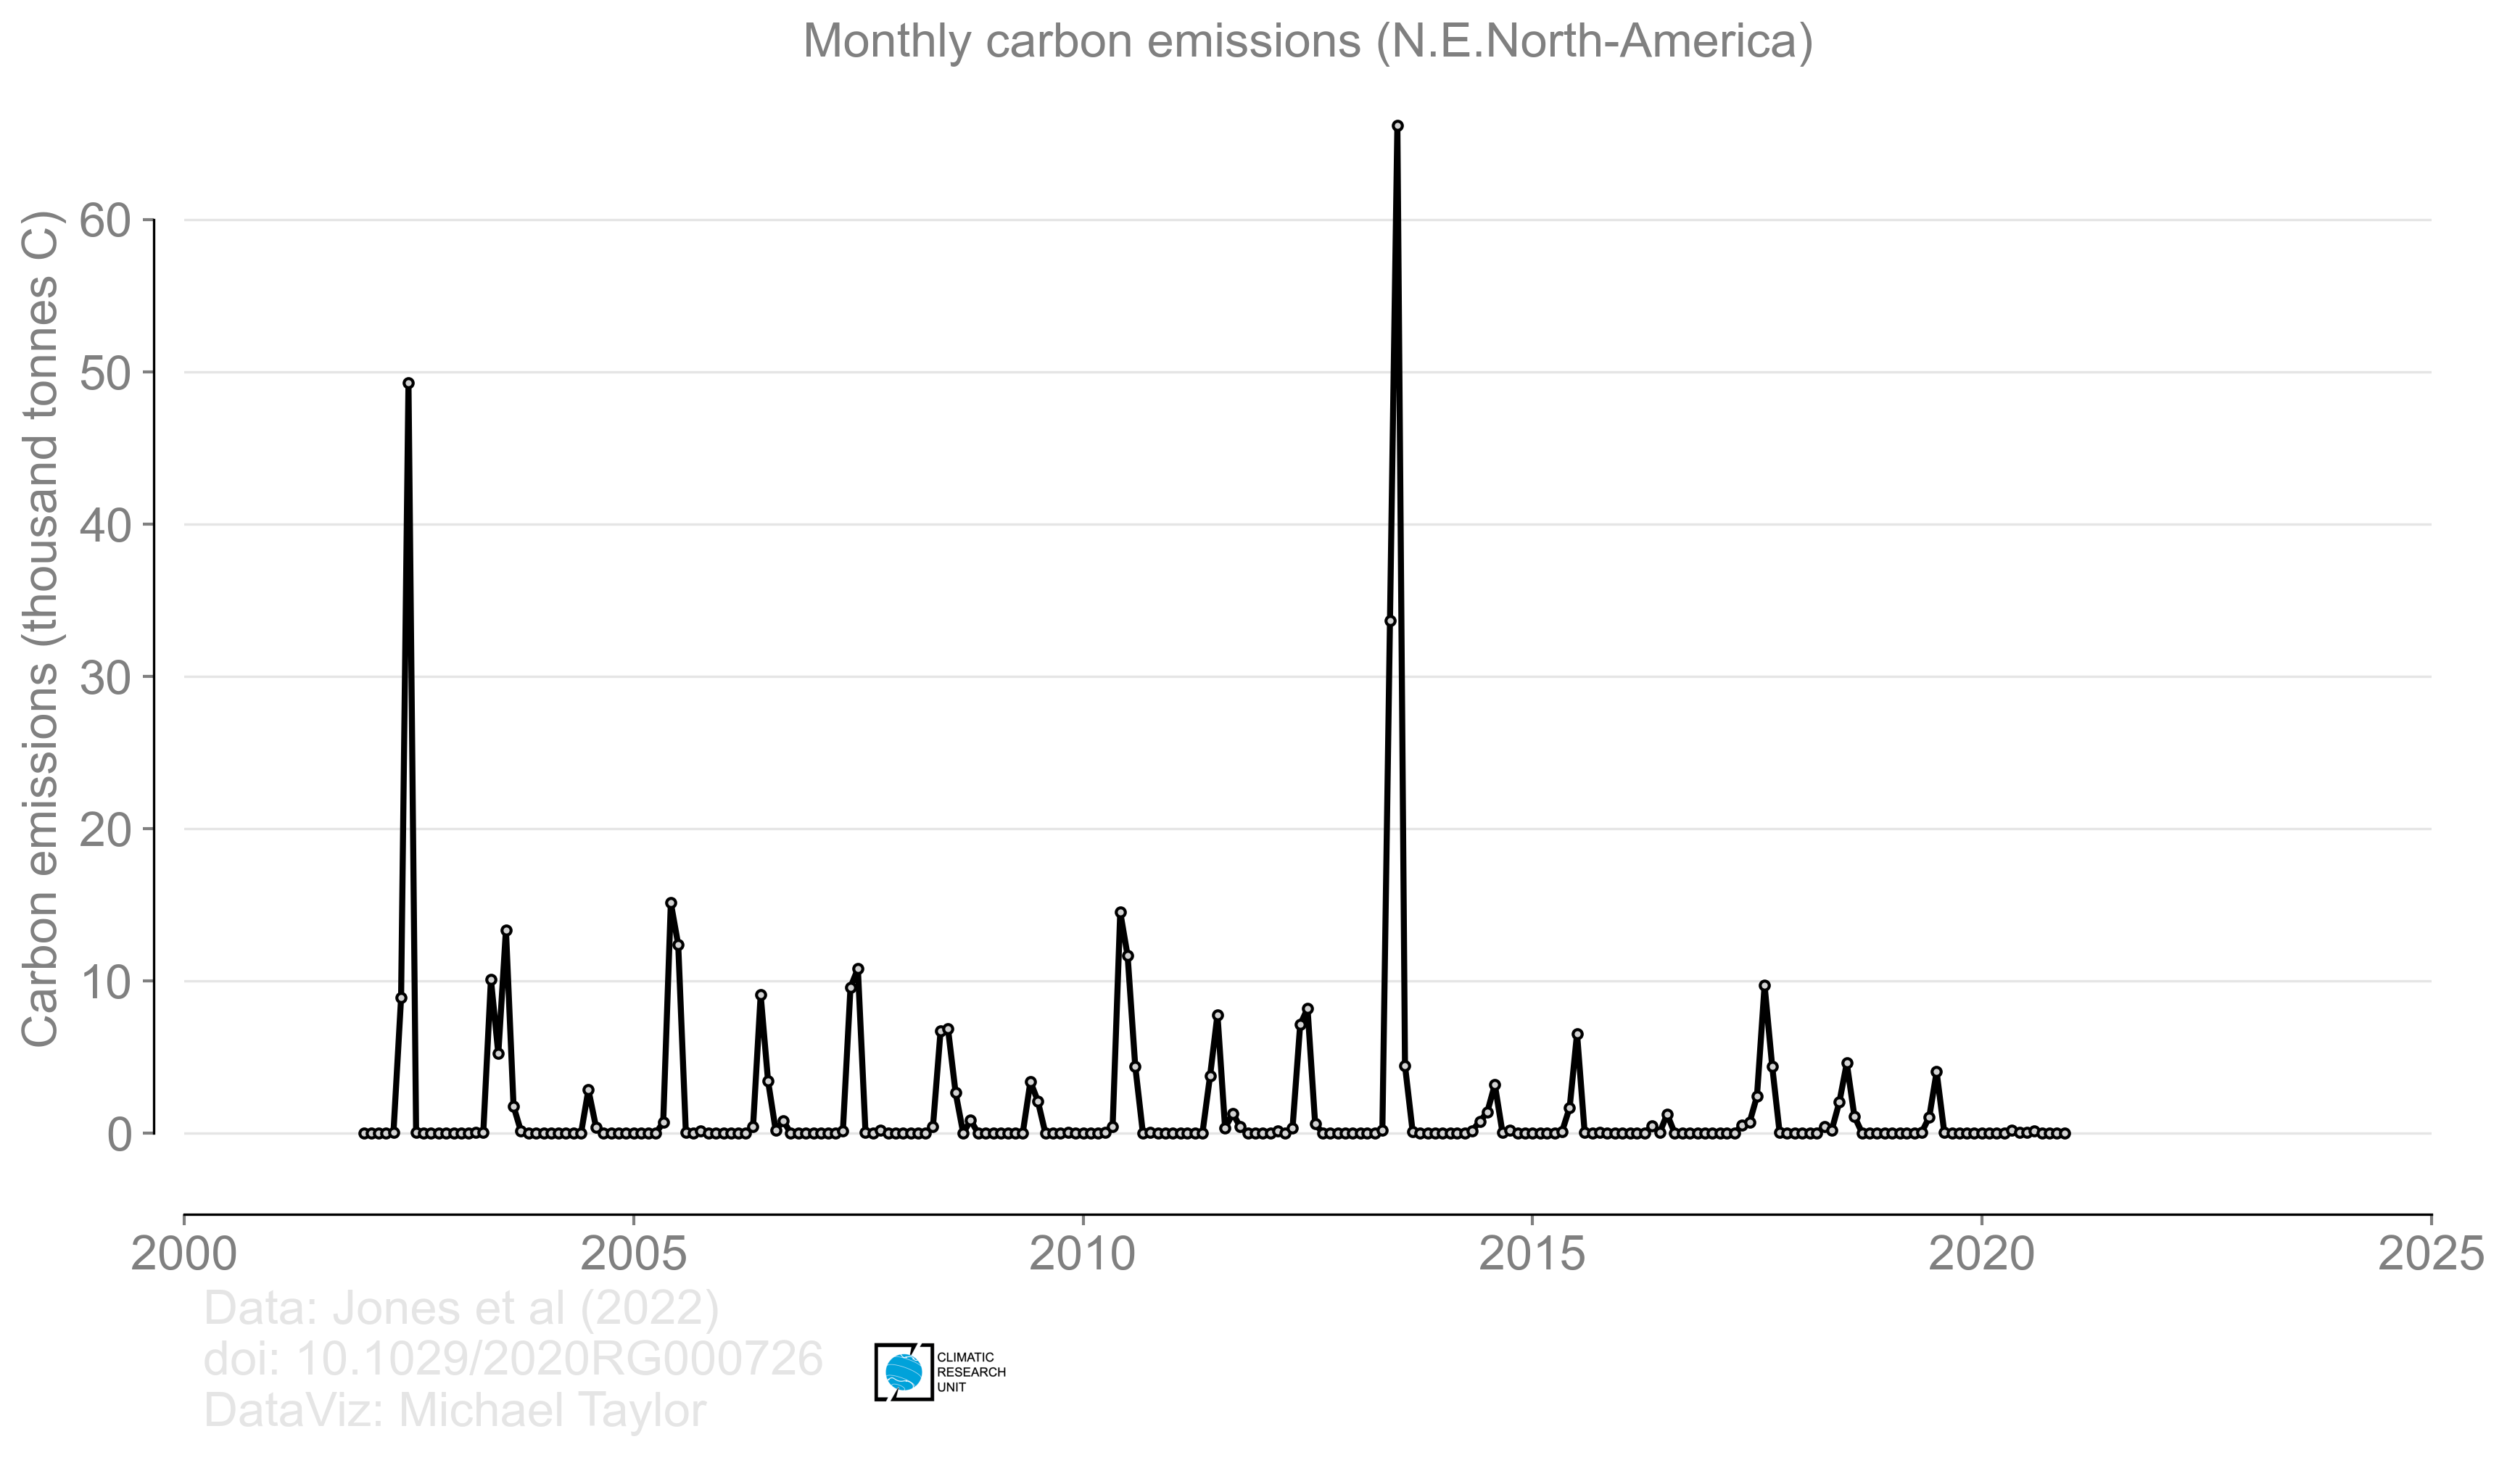 Monthly carbon emissions (N.E.North-America)
Carbon emissions (thousand tonnes C)
60
50
40
30
20
10
0
2000 2005 2010 2015 2020 2025
Data: Jones et al (2022)
doi: 10.1029/2020RG000726
DataViz: Michael Taylor
CLIMATIC
RESEARCH
UNIT